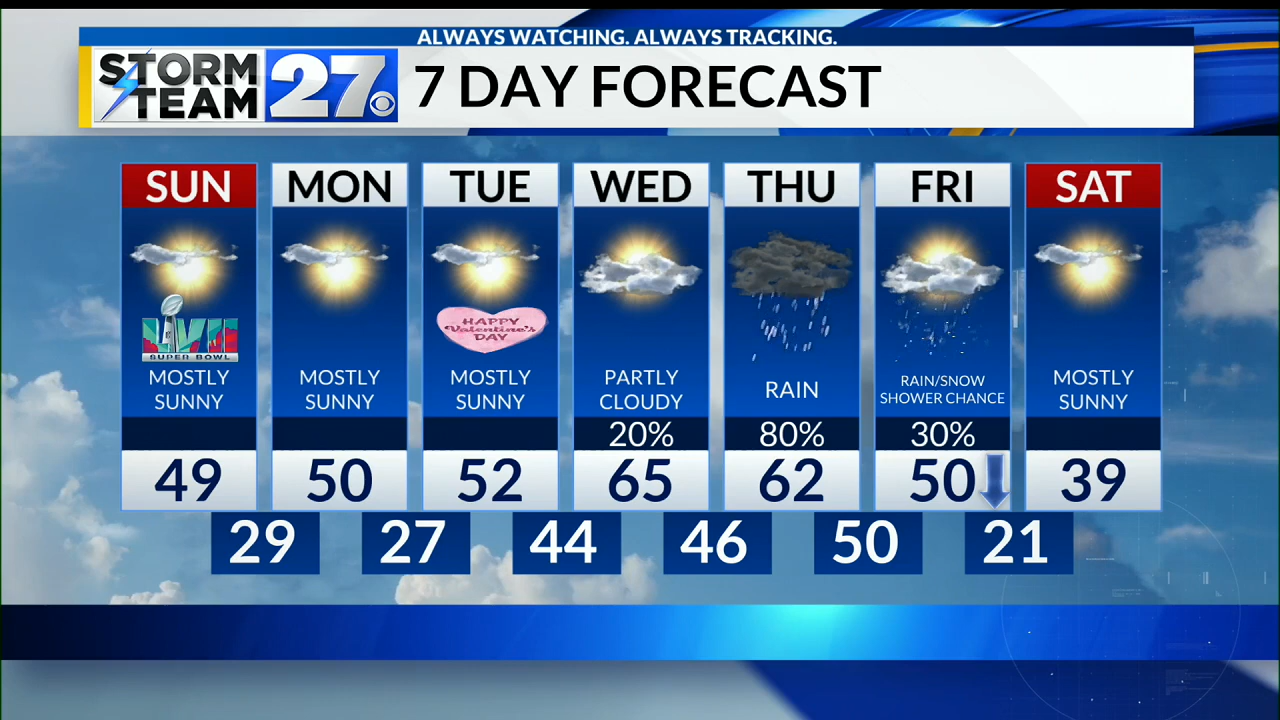 ALWAYS WATCHING. ALWAYS TRACKING.
STORM
TEAM
27
7 DAY FORECAST
SUN
MON
TUE
WED
THU
FRI
SAT
LVII
SUPER BOWL
HAPPY
Valentine's
DAY
MOSTLY
SUNNY
MOSTLY
SUNNY
MOSTLY
SUNNY
PARTLY
CLOUDY
RAIN
RAIN/SNOW
SHOWER CHANCE
MOSTLY
SUNNY
20%
80%
30%
49
50
52
65
62
50
39
29
27
44
46
50
21